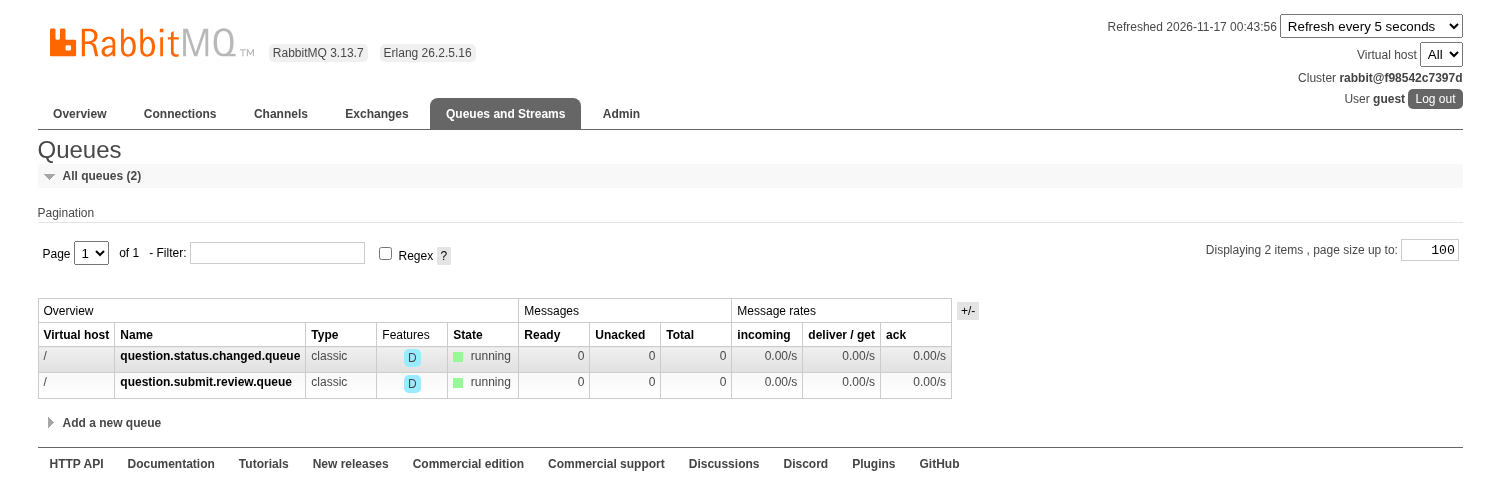 RabbitMQ TM RabbitMQ 3.13.7 Erlang 26.2.5.16
Refreshed 2026-11-17 00:43:56 Refresh every 5 seconds
Virtual host All
Cluster rabbit@f98542c7397d
User guest Log out
Overview Connections Channels Exchanges Queues and Streams Admin
Queues
All queues (2)
Pagination
Page 1 of 1 - Filter: Regex ? Displaying 2 items , page size up to: 100
Overview Messages Message rates +/-
Virtual host Name Type Features State Ready Unacked Total incoming deliver / get ack
/ question.status.changed.queue classic D running 0 0 0 0.00/s 0.00/s 0.00/s
/ question.submit.review.queue classic D running 0 0 0 0.00/s 0.00/s 0.00/s
Add a new queue
HTTP API Documentation Tutorials New releases Commercial edition Commercial support Discussions Discord Plugins GitHub